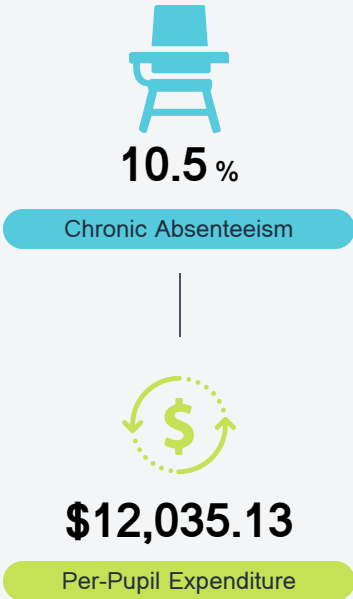 10.5 %
Chronic Absenteeism
$
$12,035.13
Per-Pupil Expenditure